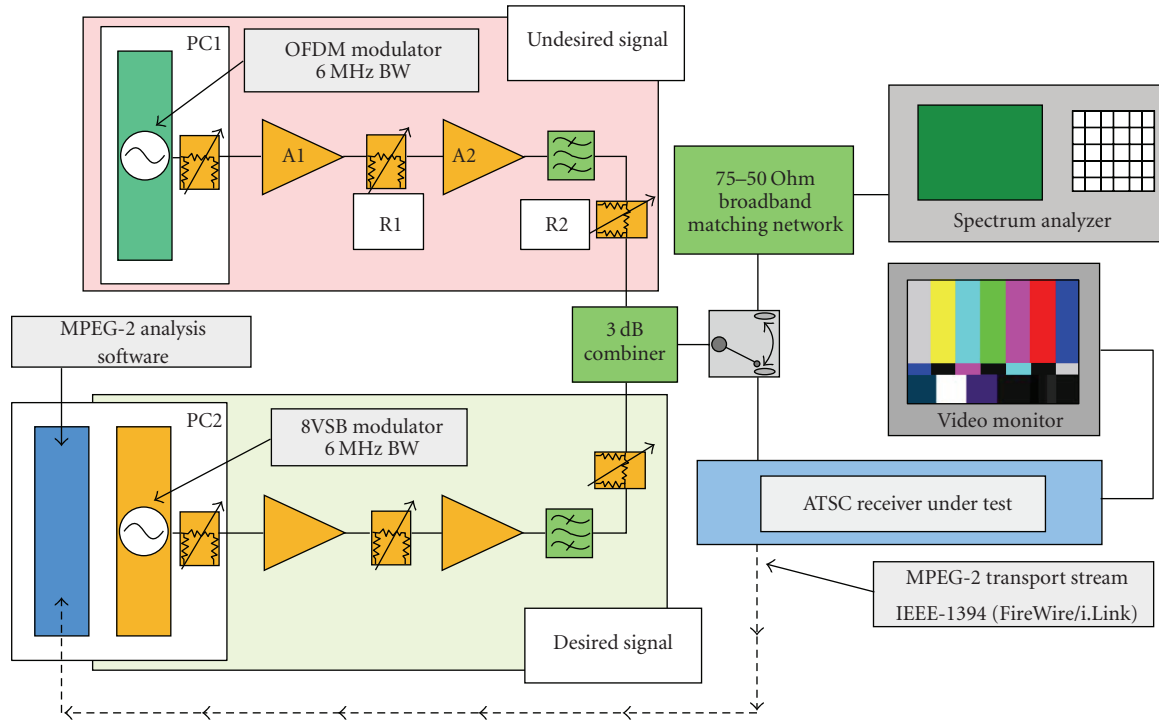 PC1
OFDM modulator
6 MHz BW
Undesired signal
A1
A2
R1
R2
75–50 Ohm
broadband
matching network
Spectrum analyzer
MPEG-2 analysis
software
3 dB
combiner
Video monitor
PC2
8VSB modulator
6 MHz BW
ATSC receiver under test
MPEG-2 transport stream
IEEE-1394 (FireWire/i.Link)
Desired signal